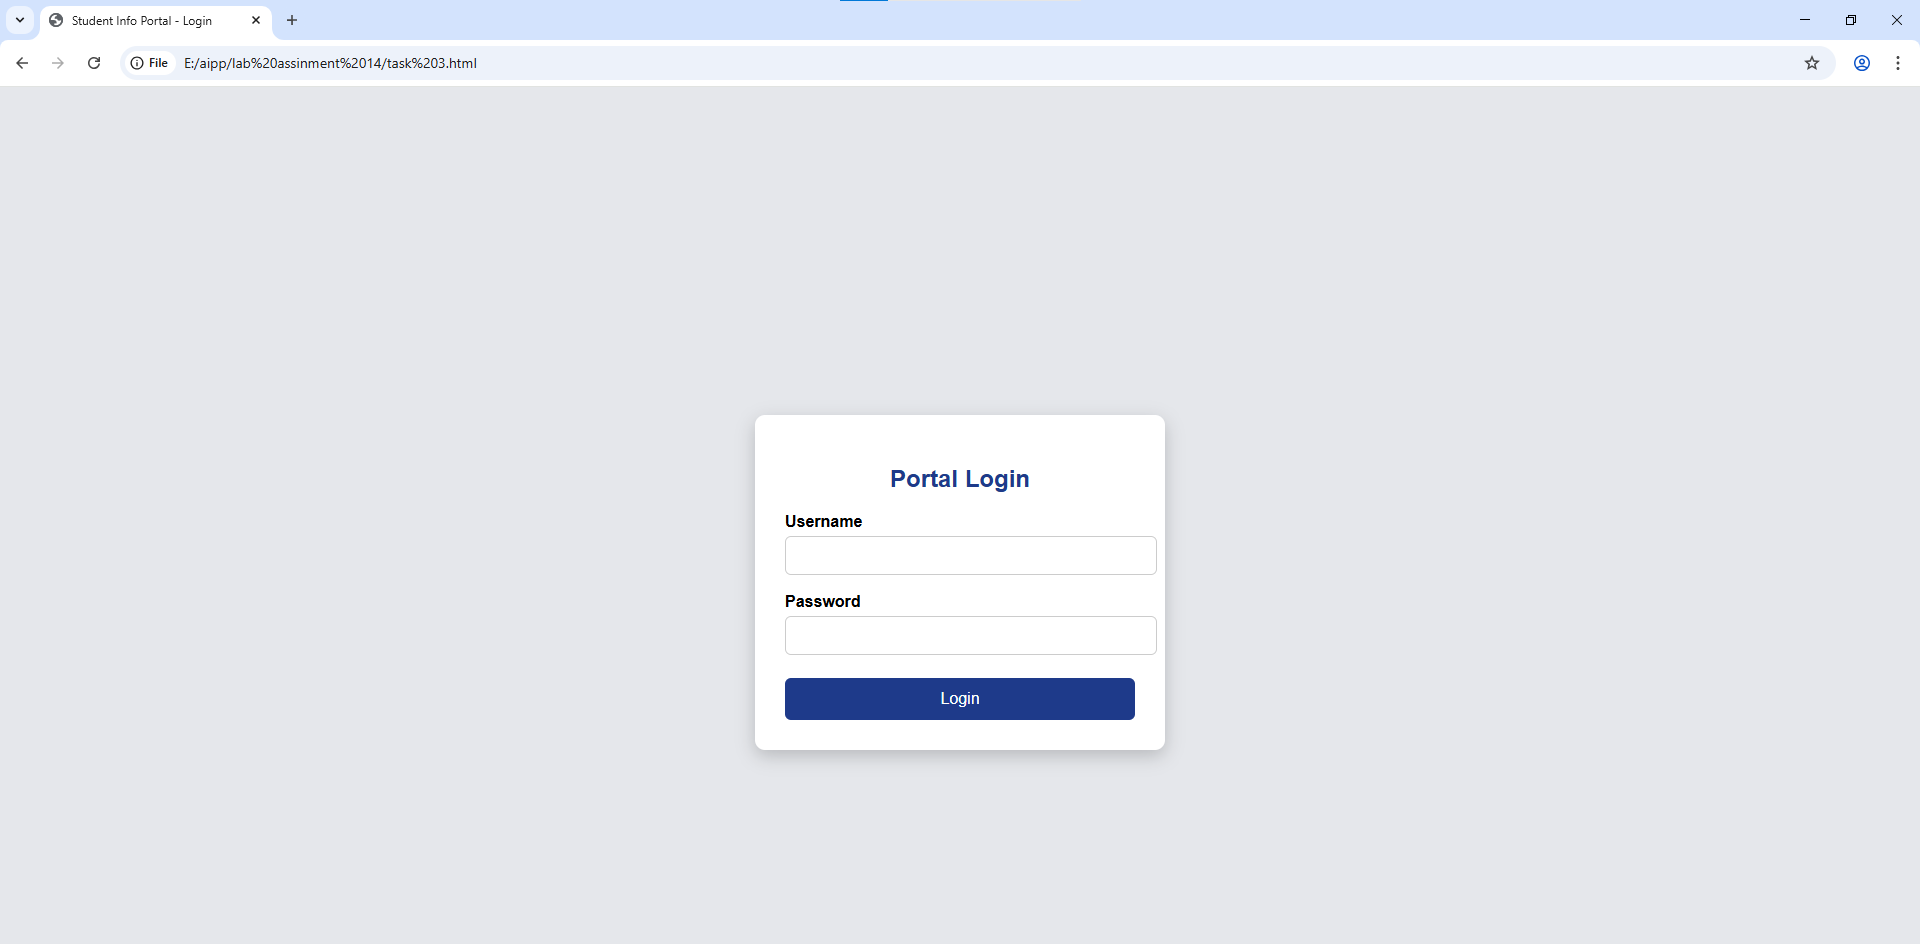 Student Info Portal - Login
File E:/aipp/lab%20assinment%2014/task%203.html
Portal Login
Username
Password
Login